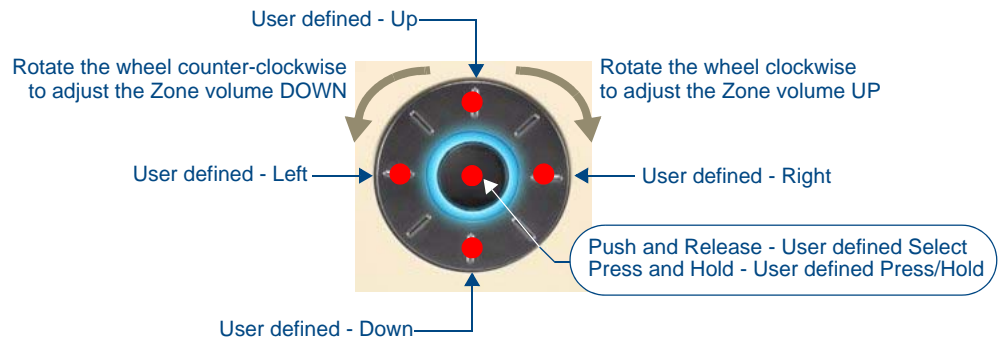 User defined - Up
Rotate the wheel counter-clockwise
to adjust the Zone volume DOWN
Rotate the wheel clockwise
to adjust the Zone volume UP
User defined - Left
User defined - Right
Push and Release - User defined Select
Press and Hold - User defined Press/Hold
User defined - Down